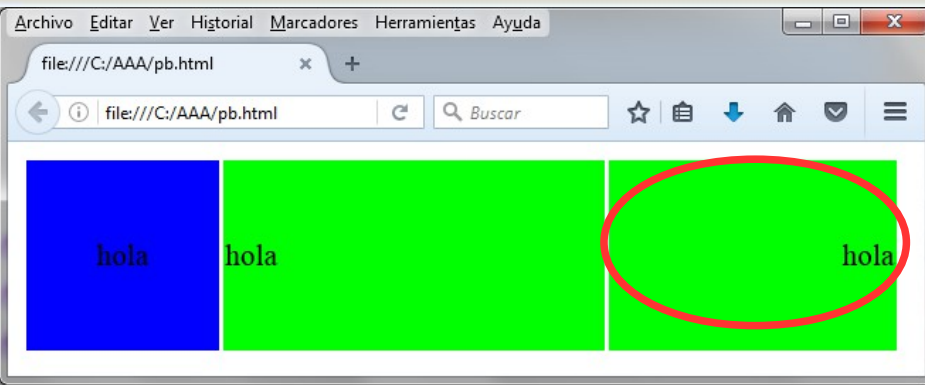 Archivo Editar Ver Historial Marcadores Herramientas Ayuda
file:///C:/AAA/pb.html
file:///C:/AAA/pb.html Buscar
hola hola hola